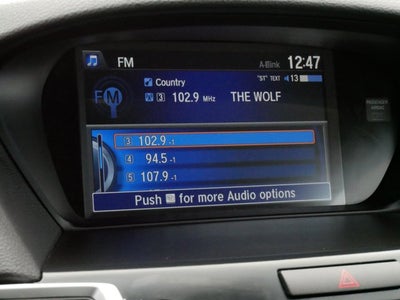 FM
A-Blink 12:47
Country
"ST" TEXT 13
FM
3 102.9 MHz THE WOLF
3 102.9 -1
4 94.5 -1
5 107.9 -1
Push for more Audio options
PASSENGER
AIRBAG